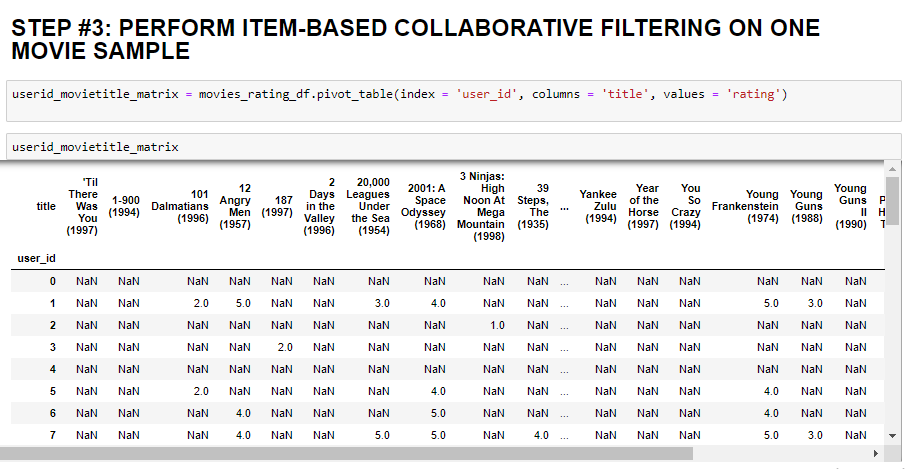 STEP #3: PERFORM ITEM-BASED COLLABORATIVE FILTERING ON ONE
MOVIE SAMPLE
userid_movietitle_matrix = movies_rating_df.pivot_table(index = 'user_id', columns = 'title', values = 'rating')
userid_movietitle_matrix
title 'Til There Was You (1997) 1-900 (1994) 101 Dalmatians (1996) 12 Angry Men (1957) 187 (1997) 2 Days in the Valley (1996) 20,000 Leagues Under the Sea (1954) 2001: A Space Odyssey (1968) 3 Ninjas: High Noon At Mega Mountain (1998) 39 Steps, The (1935) ... Yankee Zulu (1994) Year of the Horse (1997) You So Crazy (1994) Young Frankenstein (1974) Young Guns (1988) Young Guns II (1990)
user_id
0 NaN NaN NaN NaN NaN NaN NaN NaN NaN NaN ... NaN NaN NaN NaN NaN NaN
1 NaN NaN 2.0 5.0 NaN NaN 3.0 4.0 NaN NaN ... NaN NaN NaN 5.0 3.0 NaN
2 NaN NaN NaN NaN NaN NaN NaN NaN 1.0 NaN ... NaN NaN NaN NaN NaN NaN
3 NaN NaN NaN NaN 2.0 NaN NaN NaN NaN NaN ... NaN NaN NaN NaN NaN NaN
4 NaN NaN NaN NaN NaN NaN NaN NaN NaN NaN ... NaN NaN NaN NaN NaN NaN
5 NaN NaN 2.0 NaN NaN NaN NaN 4.0 NaN NaN ... NaN NaN NaN 4.0 NaN NaN
6 NaN NaN NaN 4.0 NaN NaN NaN 5.0 NaN NaN ... NaN NaN NaN 4.0 NaN NaN
7 NaN NaN NaN 4.0 NaN NaN 5.0 5.0 NaN 4.0 ... NaN NaN NaN 5.0 3.0 NaN